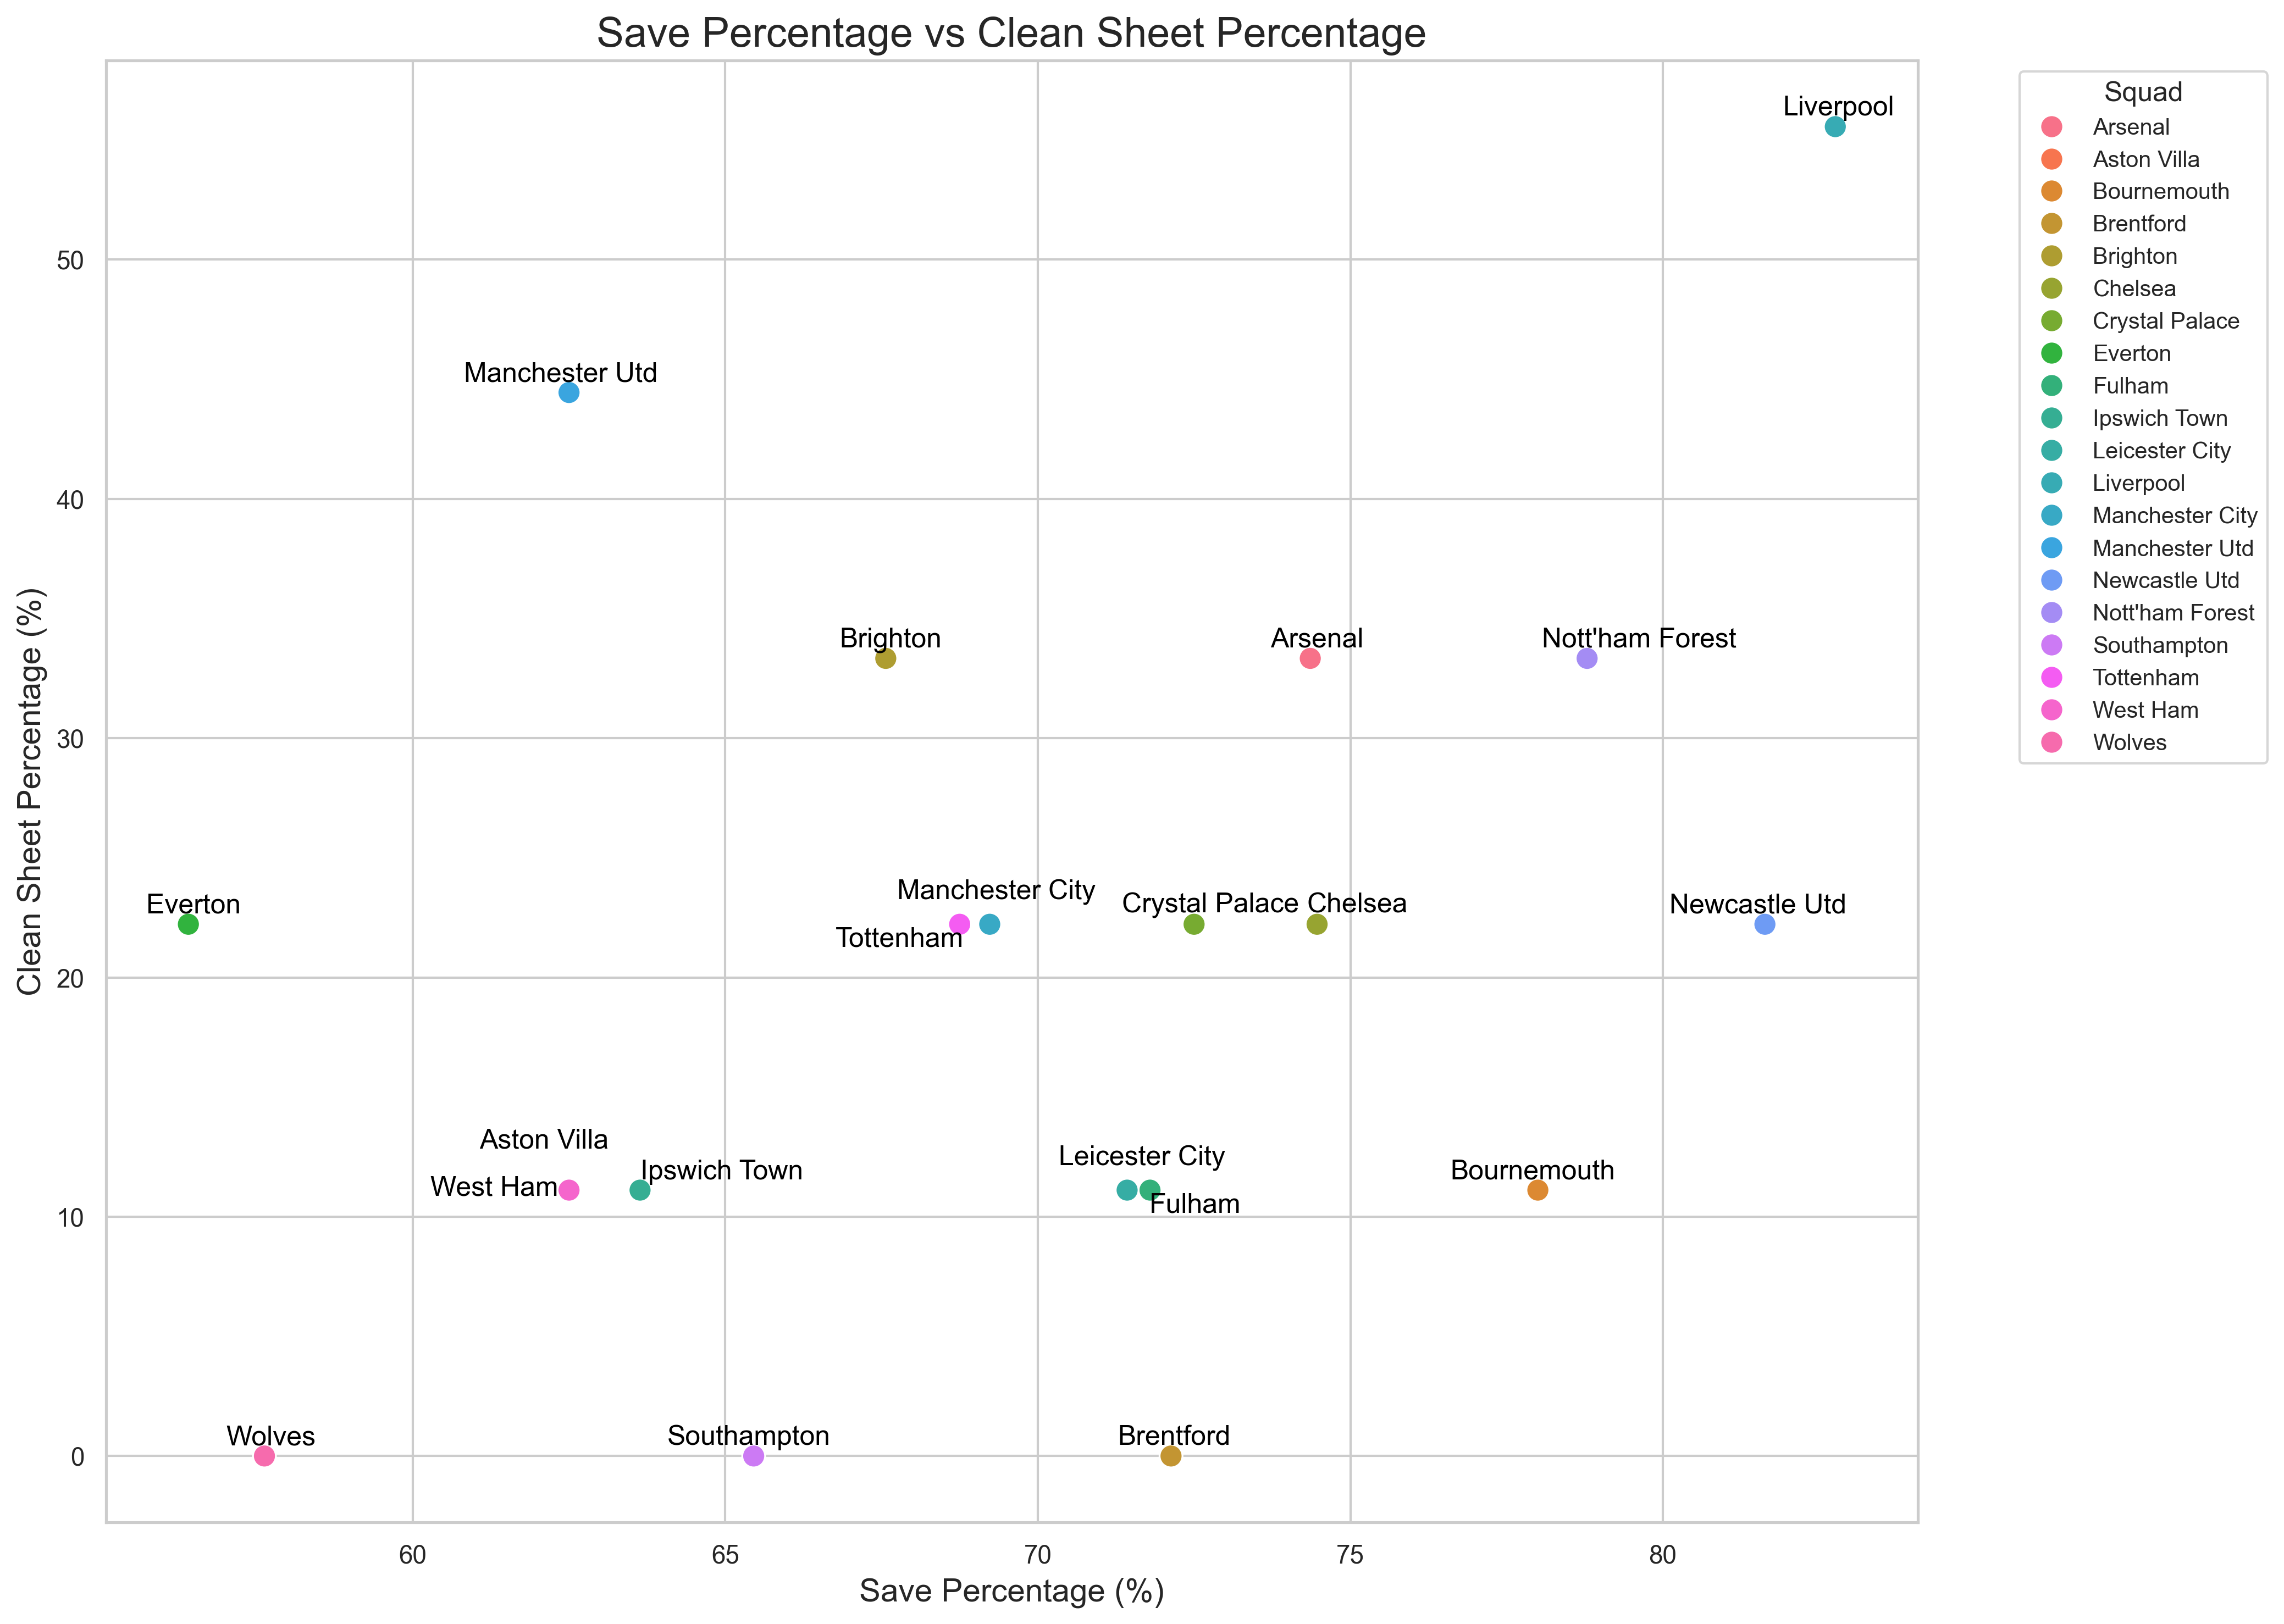 Save Percentage vs Clean Sheet Percentage
Liverpool
Manchester Utd
Brighton
Arsenal
Nott'ham Forest
Everton
Manchester City
Tottenham
Crystal Palace
Chelsea
Newcastle Utd
Aston Villa
West Ham
Ipswich Town
Leicester City
Fulham
Bournemouth
Wolves
Southampton
Brentford
Clean Sheet Percentage (%)
50
40
30
20
10
0
60
65
70
75
80
Save Percentage (%)
Squad
Arsenal
Aston Villa
Bournemouth
Brentford
Brighton
Chelsea
Crystal Palace
Everton
Fulham
Ipswich Town
Leicester City
Liverpool
Manchester City
Manchester Utd
Newcastle Utd
Nott'ham Forest
Southampton
Tottenham
West Ham
Wolves